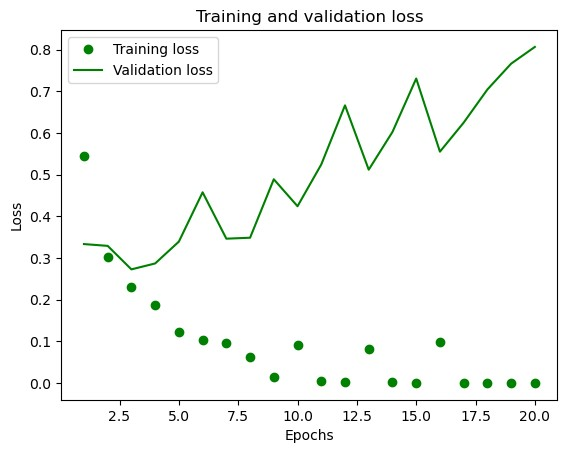 Training and validation loss
Training loss
Validation loss
0.8
0.7
0.6
0.5
0.4
0.3
0.2
0.1
0.0
Loss
2.5 5.0 7.5 10.0 12.5 15.0 17.5 20.0
Epochs